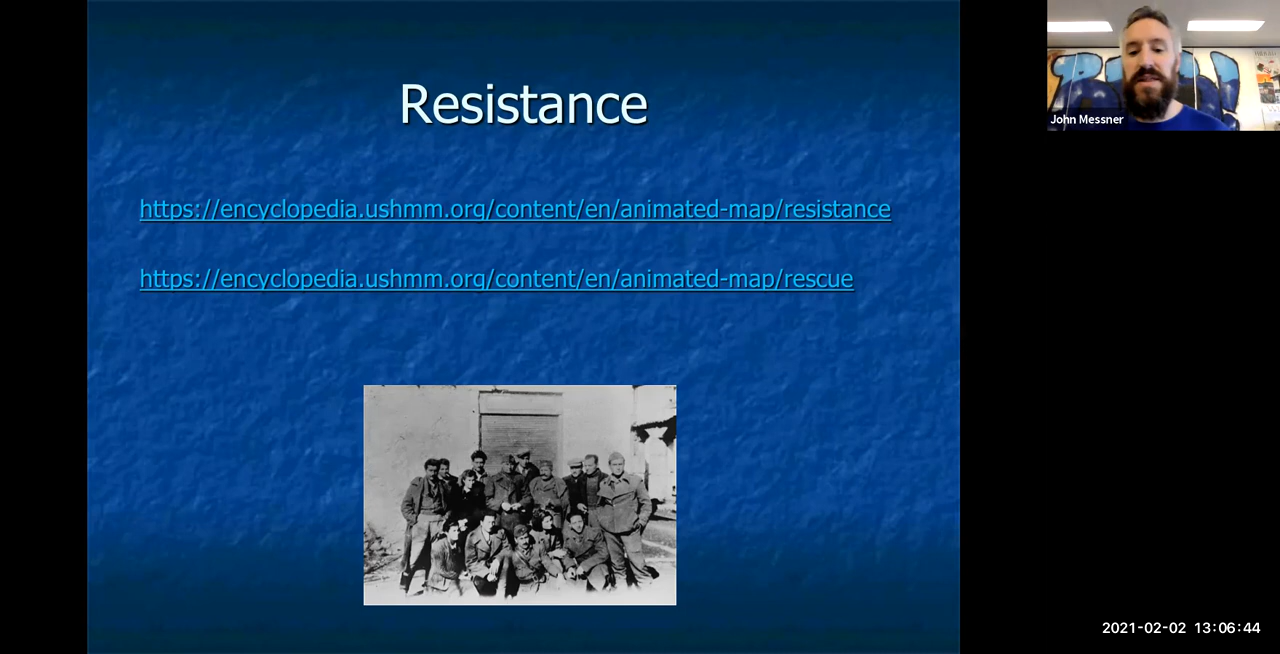 Resistance
https://encyclopedia.ushmm.org/content/en/animated-map/resistance
https://encyclopedia.ushmm.org/content/en/animated-map/rescue
John Messner
2021-02-02 13:06:44